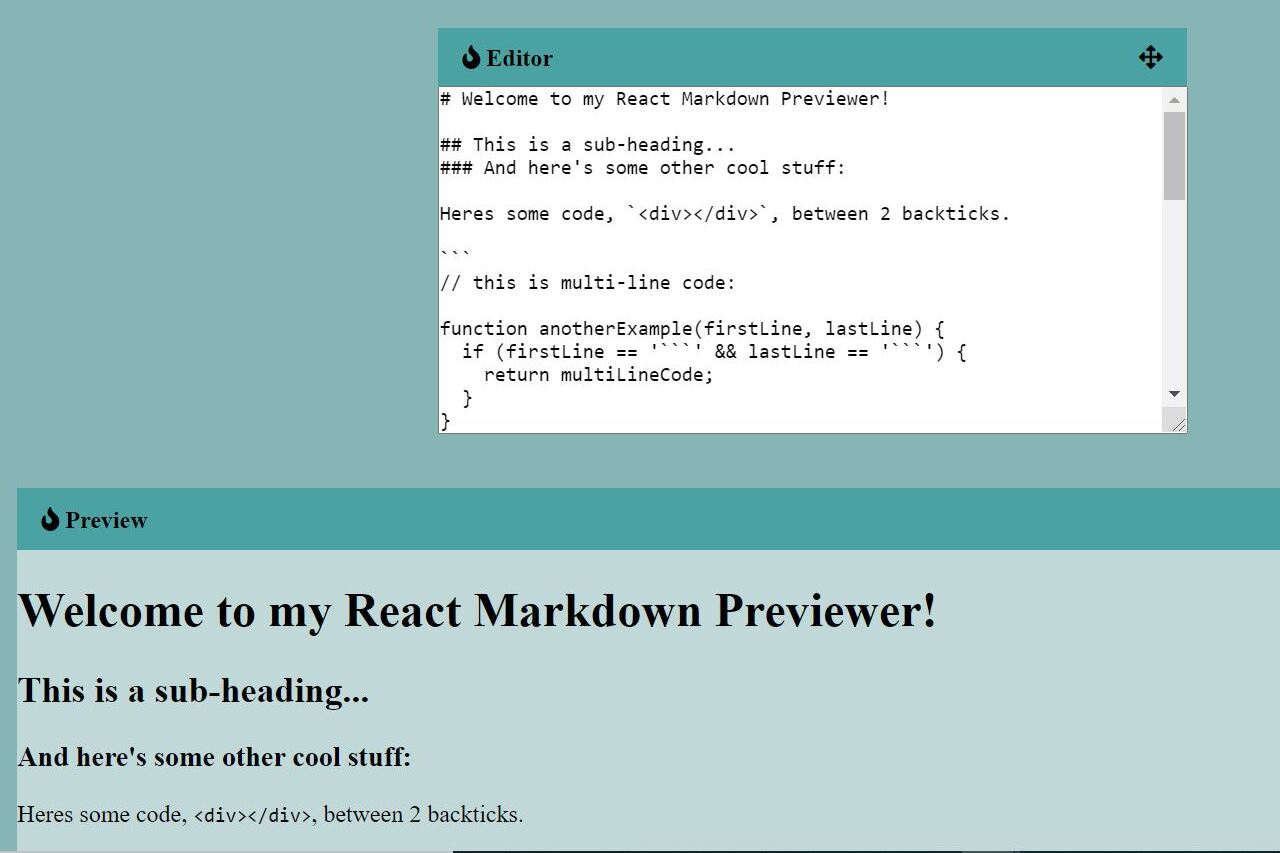 Editor
# Welcome to my React Markdown Previewer!
## This is a sub-heading...
### And here's some other cool stuff:
Heres some code, `<div></div>`, between 2 backticks.
```
// this is multi-line code:
function anotherExample(firstLine, lastLine) {
  if (firstLine == '```' && lastLine == '```') {
    return multiLineCode;
  }
}
Preview
Welcome to my React Markdown Previewer!
This is a sub-heading...
And here's some other cool stuff:
Heres some code, <div></div>, between 2 backticks.